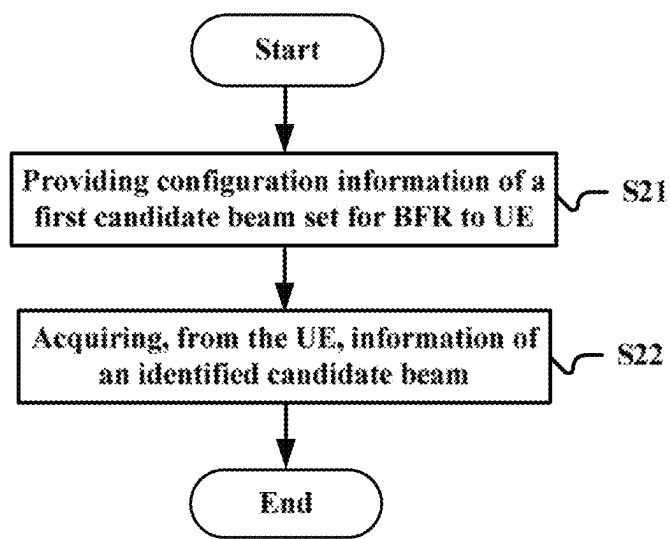 Start
Providing configuration information of a
first candidate beam set for BFR to UE
S21
Acquiring, from the UE, information of
an identified candidate beam
S22
End